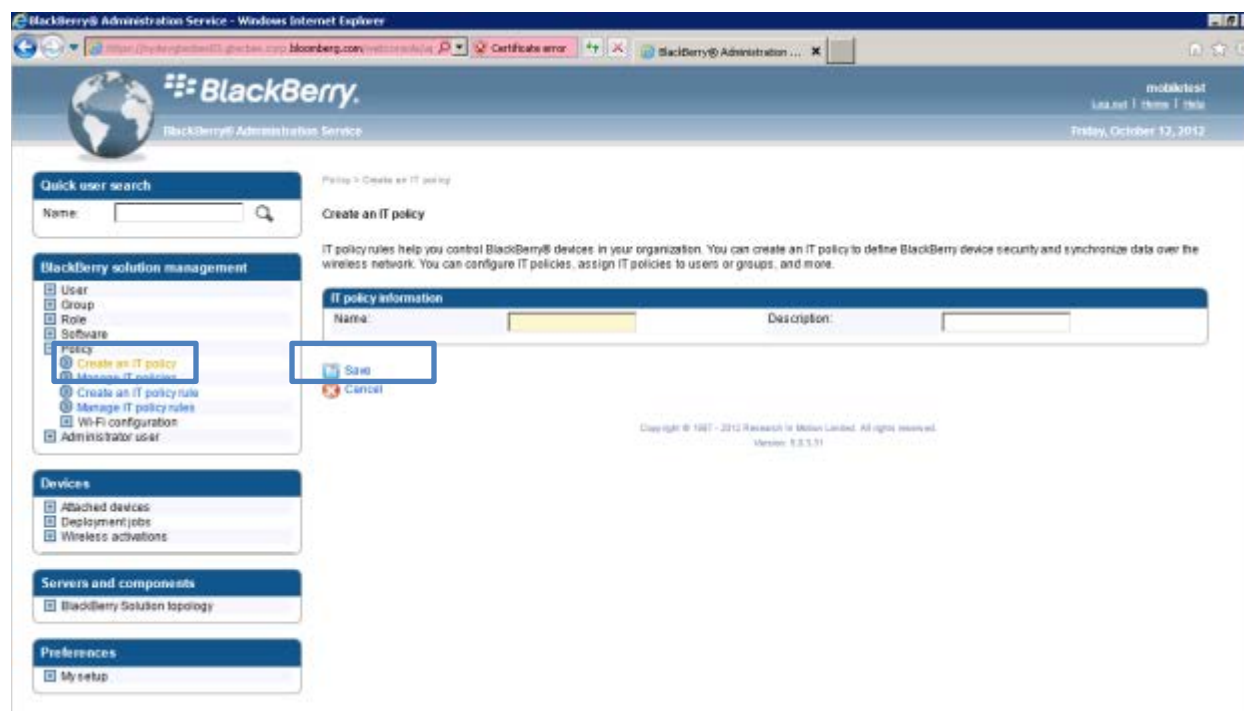 BlackBerry® Administration Service - Windows Internet Explorer
bloomberg.com
Certificate error
BlackBerry® Administration ...
BlackBerry.
mobiletest
Log out | Home | Help
BlackBerry® Administration Service
Friday, October 12, 2012
Quick user search
Name:
Policy > Create an IT policy
Create an IT policy
IT policy rules help you control BlackBerry® devices in your organization. You can create an IT policy to define BlackBerry device security and synchronize data over the
wireless network. You can configure IT policies, assign IT policies to users or groups, and more.
IT policy information
Name:
Description:
Save
Cancel
BlackBerry solution management
User
Group
Role
Software
Policy
Create an IT policy
Manage IT policies
Create an IT policy rule
Manage IT policy rules
Wi-Fi configuration
Administrator user
Copyright © 1997 - 2012 Research In Motion Limited. All rights reserved.
Devices
Attached devices
Deployment jobs
Wireless activations
Servers and components
BlackBerry Solution topology
Preferences
My setup